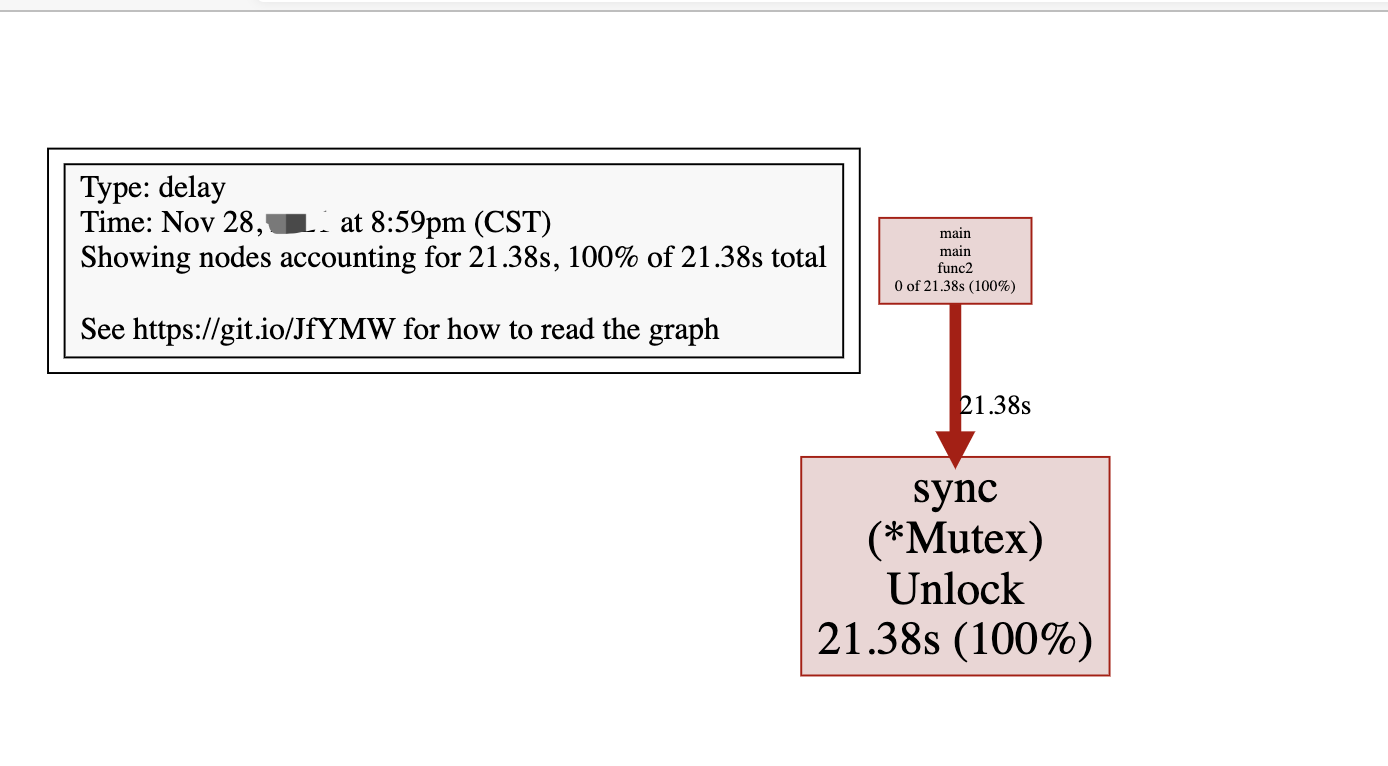 Type: delay
Time: Nov 28, at 8:59pm (CST)
Showing nodes accounting for 21.38s, 100% of 21.38s total
See https://git.io/JfYMW for how to read the graph
main
main
func2
0 of 21.38s (100%)
21.38s
sync
(*Mutex)
Unlock
21.38s (100%)